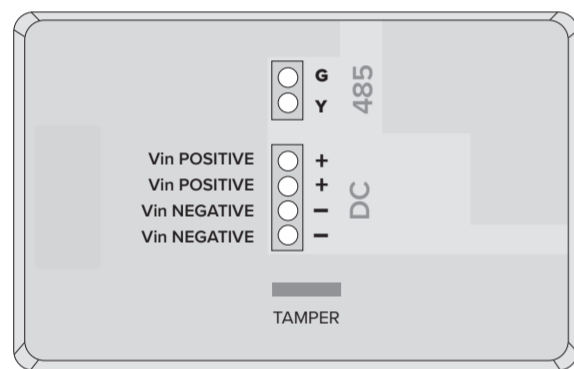 G
Y
485
Vin POSITIVE +
Vin POSITIVE +
Vin NEGATIVE −
Vin NEGATIVE −
DC
TAMPER